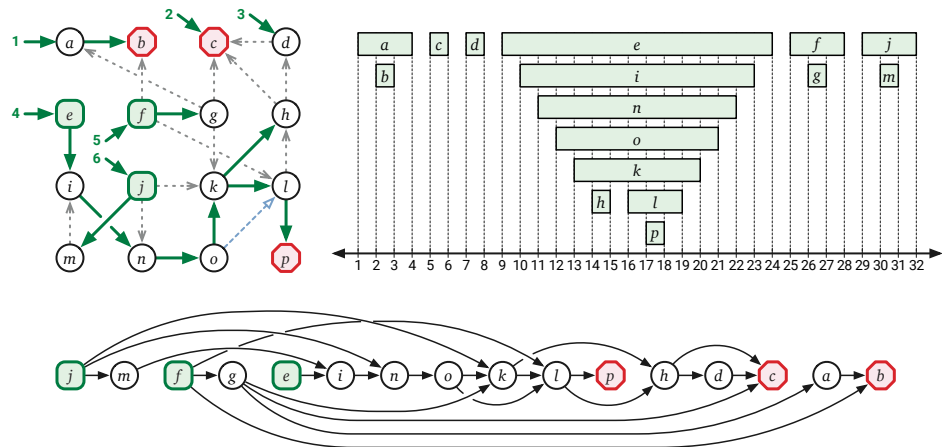 2 3
1 a b c d
a c d e f j
b i g m
n
4 e f g h
5
o
6
i j k l
k
h l
m n o p
p
1 2 3 4 5 6 7 8 9 10 11 12 13 14 15 16 17 18 19 20 21 22 23 24 25 26 27 28 29 30 31 32
j m f g e i n o k l p h d c a b